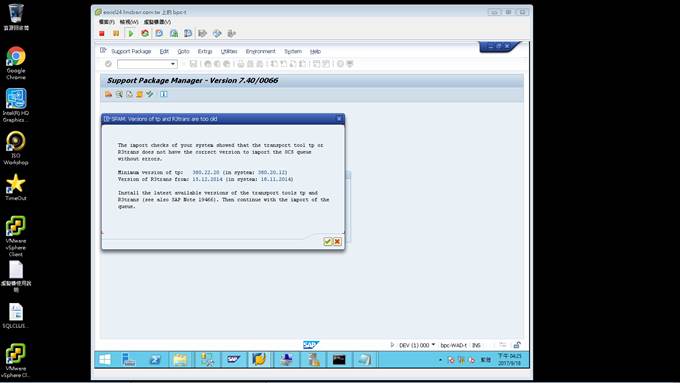 資源回收筒
Google
Chrome
Intel(R) HD
Graphics...
ISO
Workshop
TimeOut
VMware
vSphere
Client
虛擬機使用說
明
SQLCLUS...
VMware
vSphere Cl...
上的 bpc-t
檔案(F) 檢視(W) 虛擬機器(V)
Support Package Edit Goto Extras Utilities Environment System Help
Support Package Manager - Version 7.40/0066
SPAM: Versions of tp and R3trans are too old
The import checks of your system showed that the transport tool tp or
R3trans does not have the correct version to import the OCS queue
without errors.
Minimum version of tp: 380.22.20 (in system: 380.20.12)
Version of R3trans from: 15.12.2014 (in system: 18.11.2014)
Install the latest available versions of the transport tools tp and
R3trans (see also SAP Note 19466). Then continue with the import of the
queue.
SAP
DEV (1) 000 bpc-WAD-t INS
下午 04:25
2017/9/18